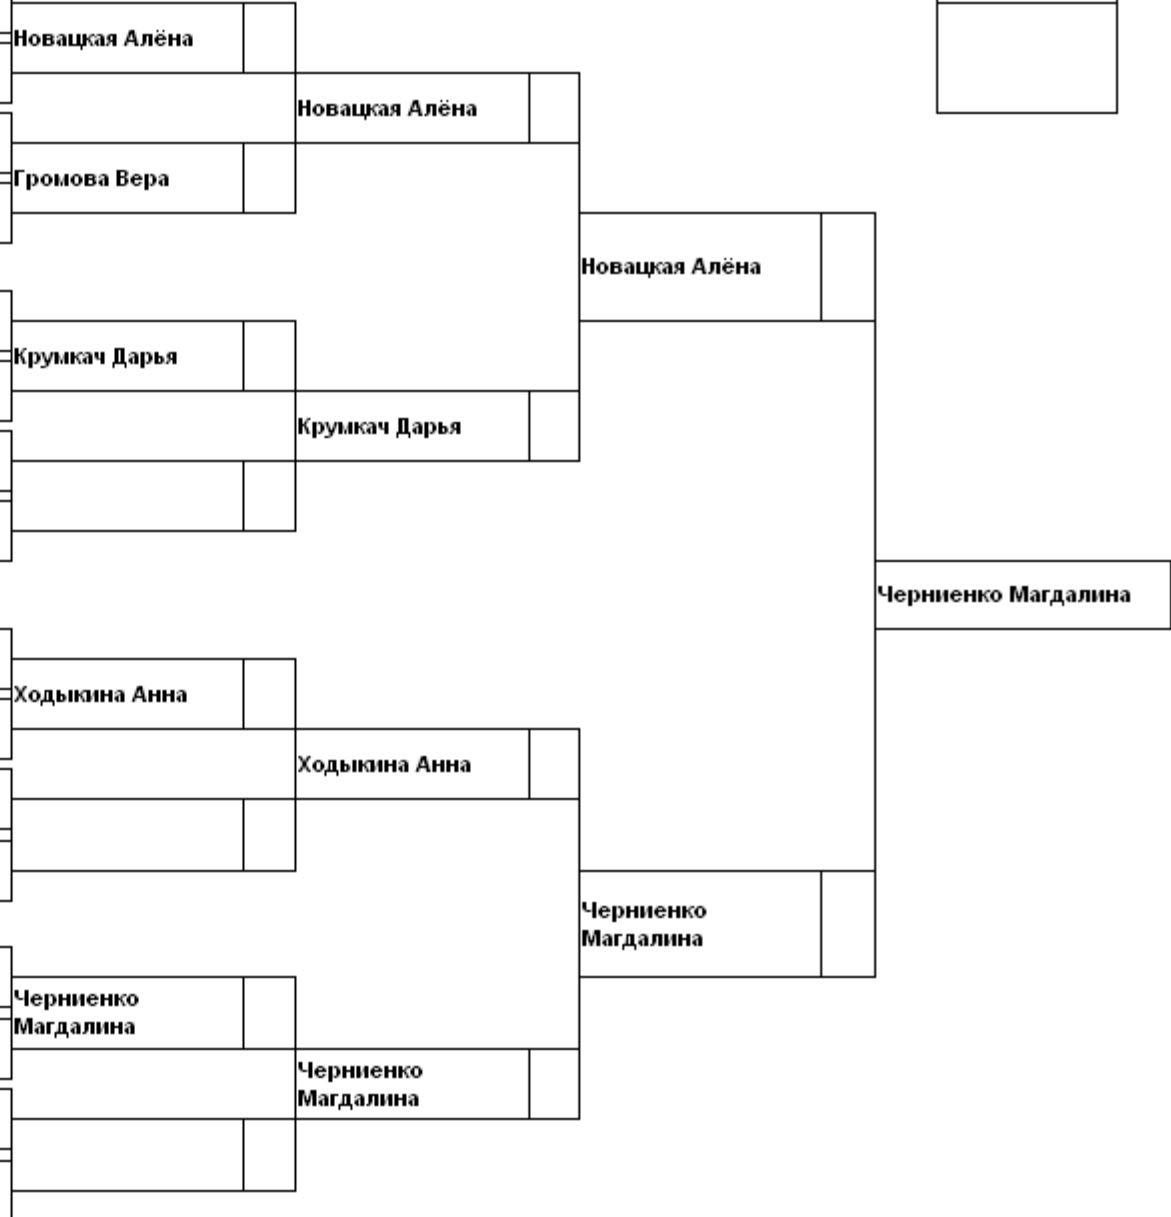 Новацкая Алёна
Новацкая Алёна
Громова Вера
Новацкая Алёна
Крумкач Дарья
Крумкач Дарья
Черниенко Магдалина
Ходыкина Анна
Ходыкина Анна
Черниенко
Магдалина
Черниенко
Магдалина
Черниенко
Магдалина